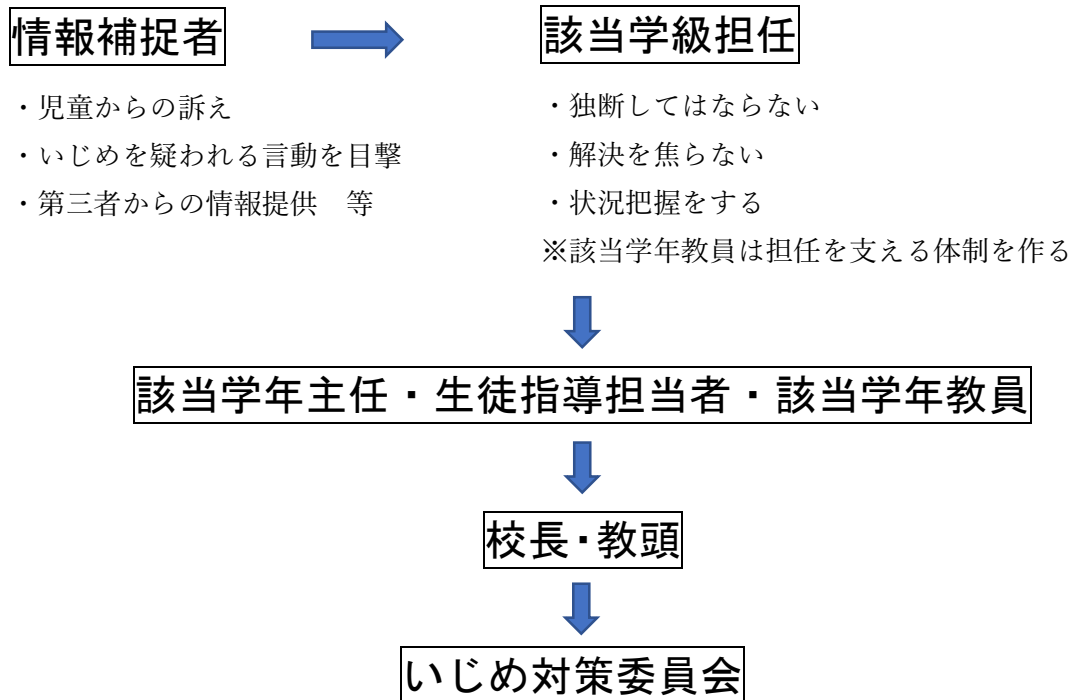 情報補捉者
該当学級担任
・児童からの訴え
・いじめを疑われる言動を目撃
・第三者からの情報提供　等
・独断してはならない
・解決を焦らない
・状況把握をする
※該当学年教員は担任を支える体制を作る
該当学年主任・生徒指導担当者・該当学年教員
校長・教頭
いじめ対策委員会